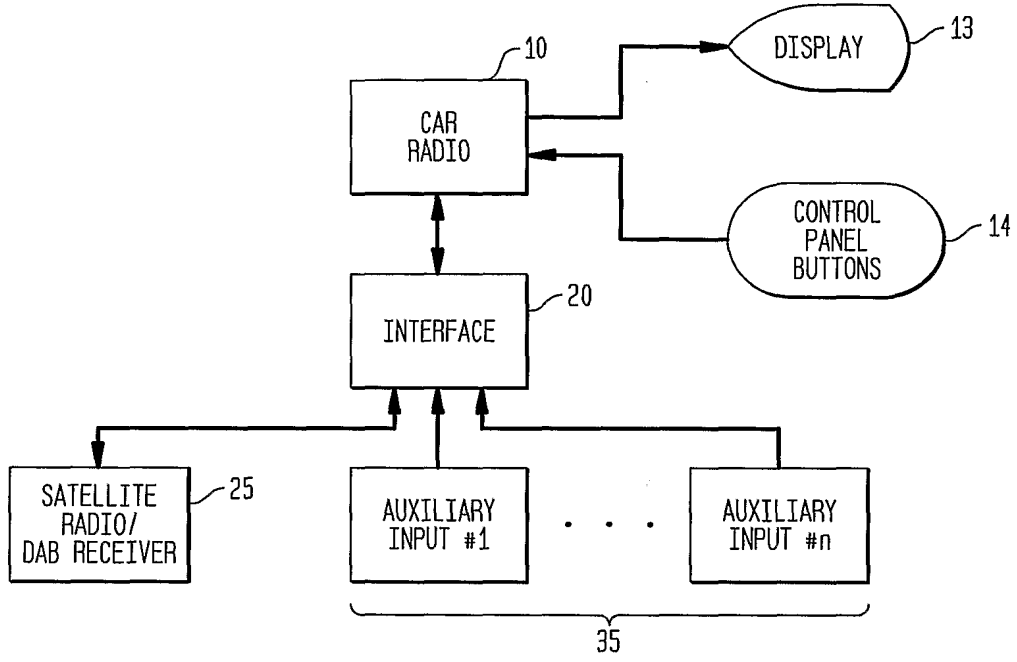 10
CAR
RADIO
DISPLAY
13
CONTROL
PANEL
BUTTONS
14
20
INTERFACE
SATELLITE
RADIO/
DAB RECEIVER
25
AUXILIARY
INPUT #1
. . .
AUXILIARY
INPUT #n
35